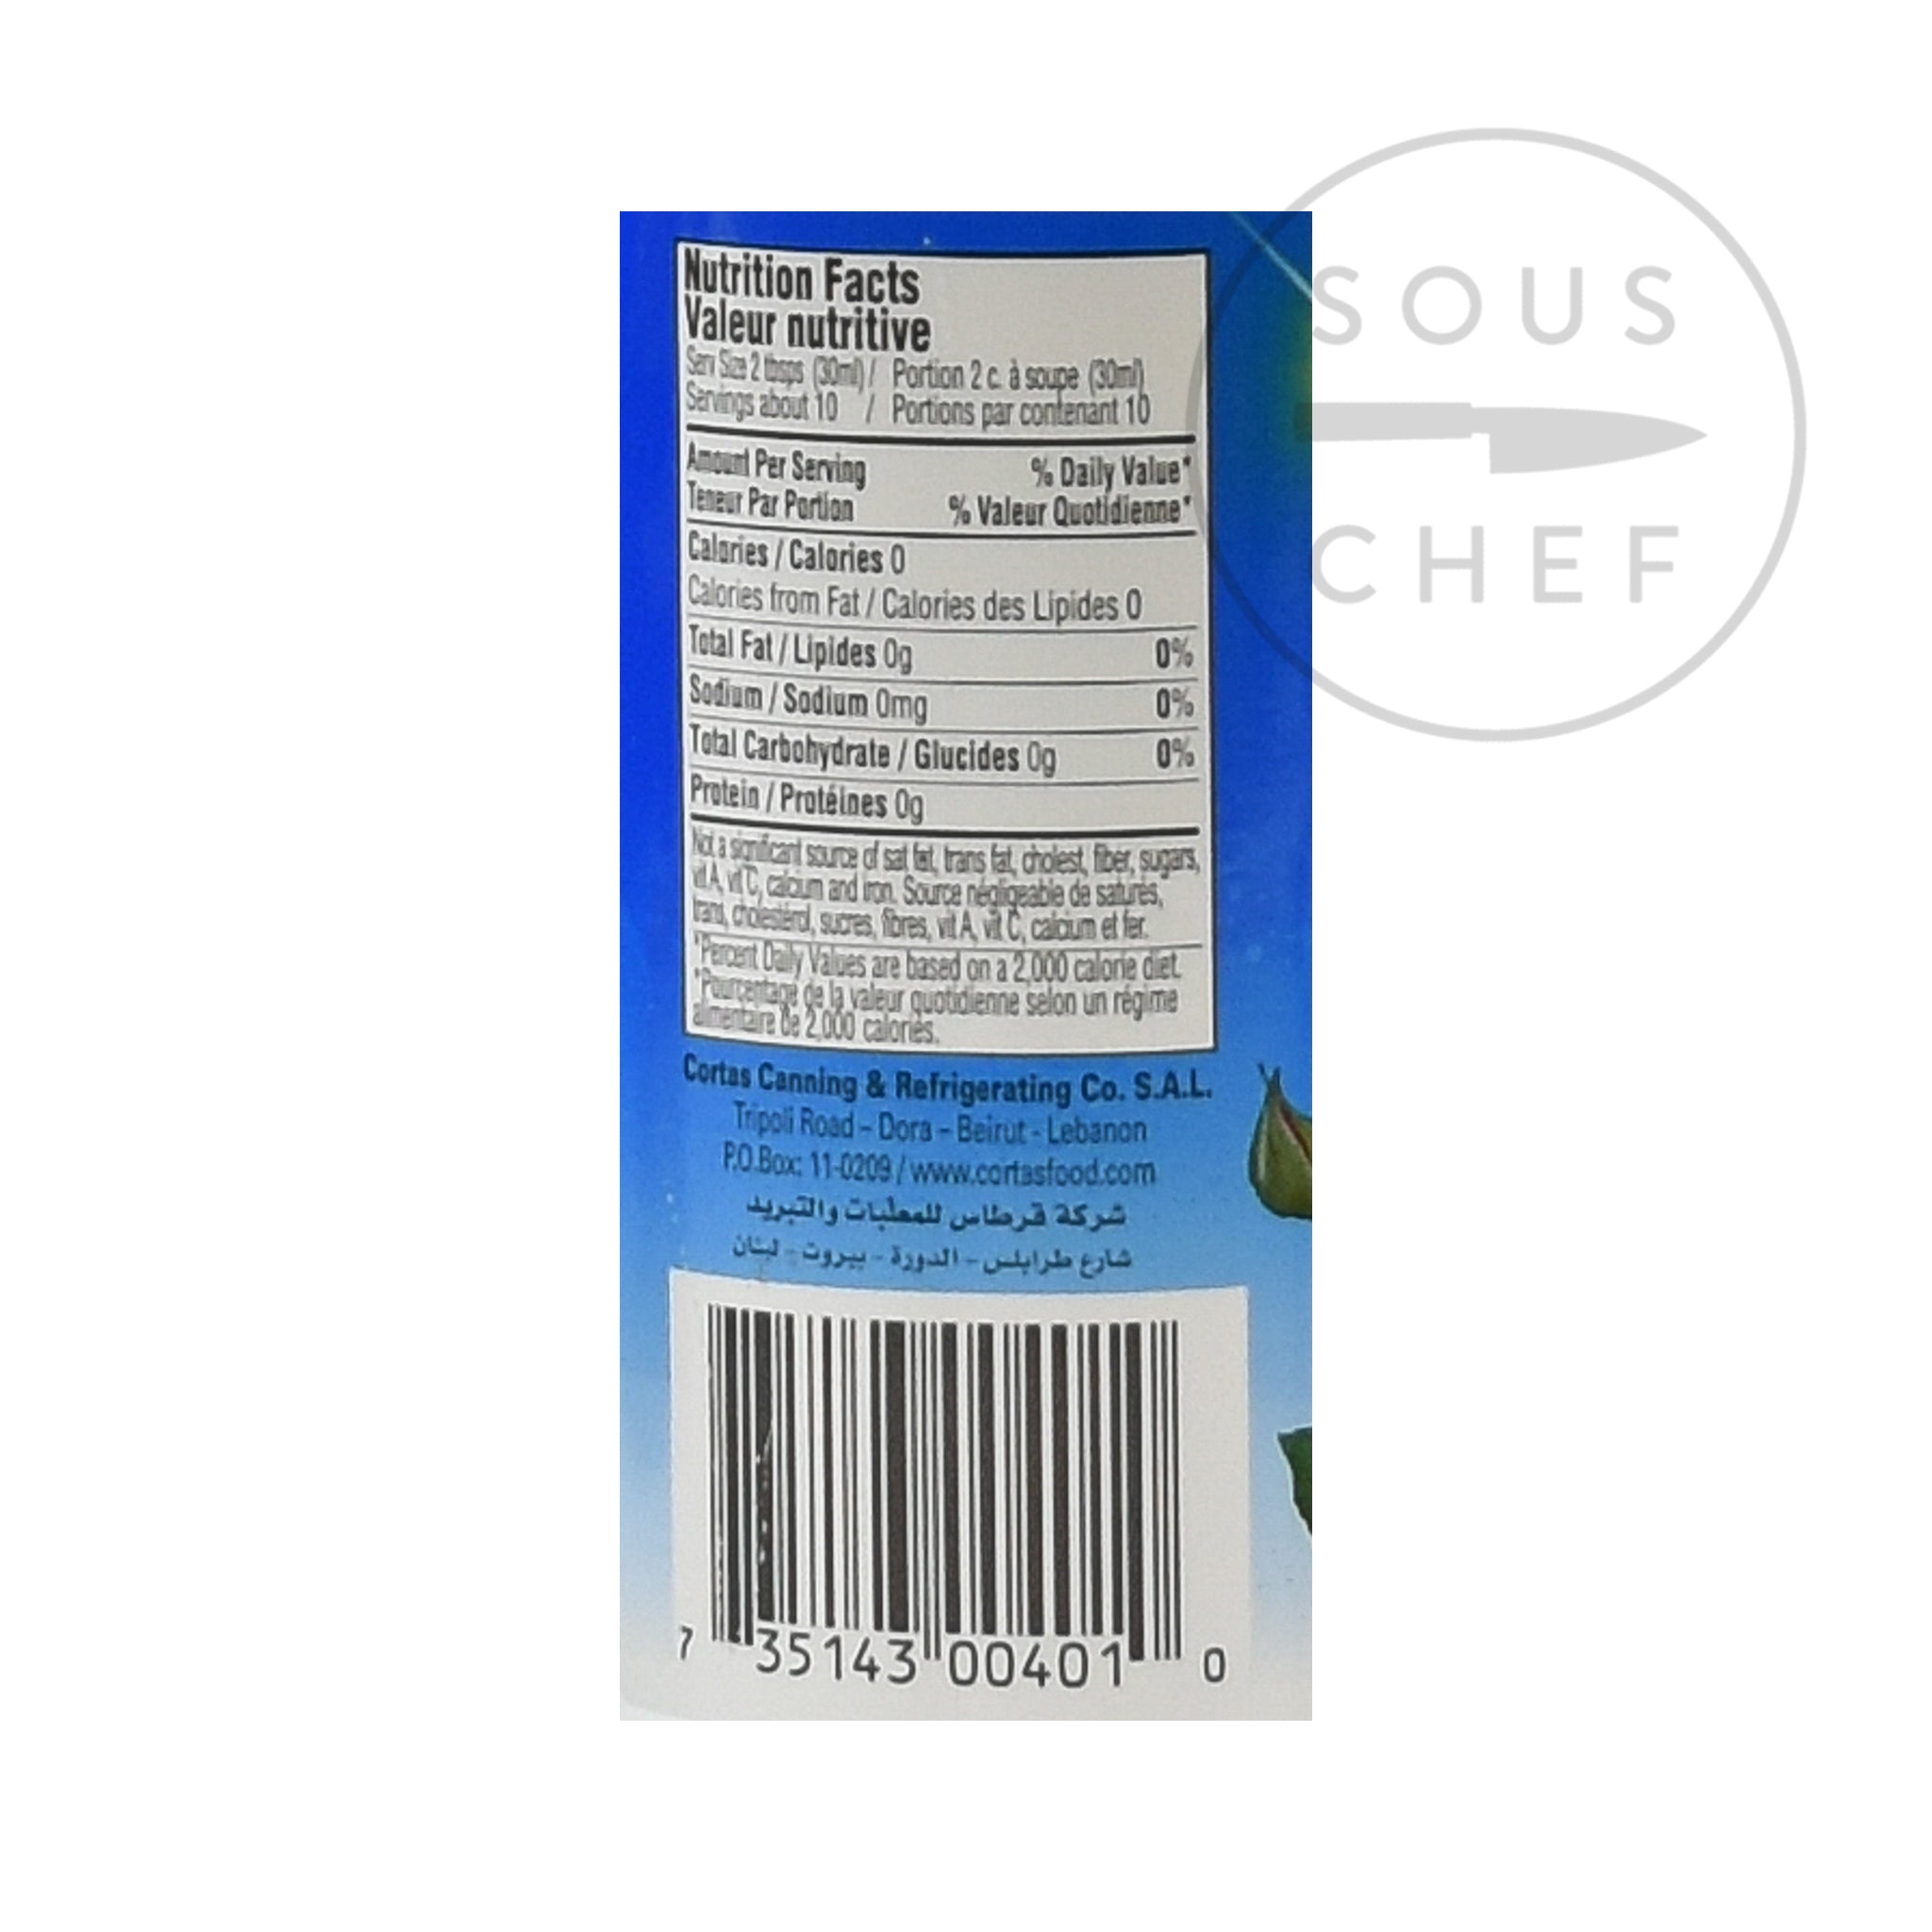 Nutrition Facts
Valeur nutritive
Serv Size 2 tbsps (30ml) / Portion 2 c. à soupe (30ml)
Servings about 10 / Portions par contenant 10
Amount Per Serving % Daily Value*
Teneur Par Portion % Valeur Quotidienne*
Calories / Calories 0
Calories from Fat / Calories des Lipides 0
Total Fat / Lipides 0g 0%
Sodium / Sodium 0mg 0%
Total Carbohydrate / Glucides 0g 0%
Protein / Protéines 0g
Not a significant source of sat fat, trans fat, cholest, fiber, sugars,
vit A, vit C, calcium and iron. Source négligeable de saturés,
trans, cholestérol, sucres, fibres, vit A, vit C, calcium et fer.
*Percent Daily Values are based on a 2,000 calorie diet.
*Pourcentage de la valeur quotidienne selon un régime
alimentaire de 2,000 calories.
Cortas Canning & Refrigerating Co. S.A.L.
Tripoli Road - Dora - Beirut - Lebanon
P.O.Box: 11-0209 / www.cortasfood.com
شركة قرطاس للمعلبات والتبريد
شارع طرابلس - الدورة - بيروت - لبنان
7 35143 00401 0
SOUS
CHEF